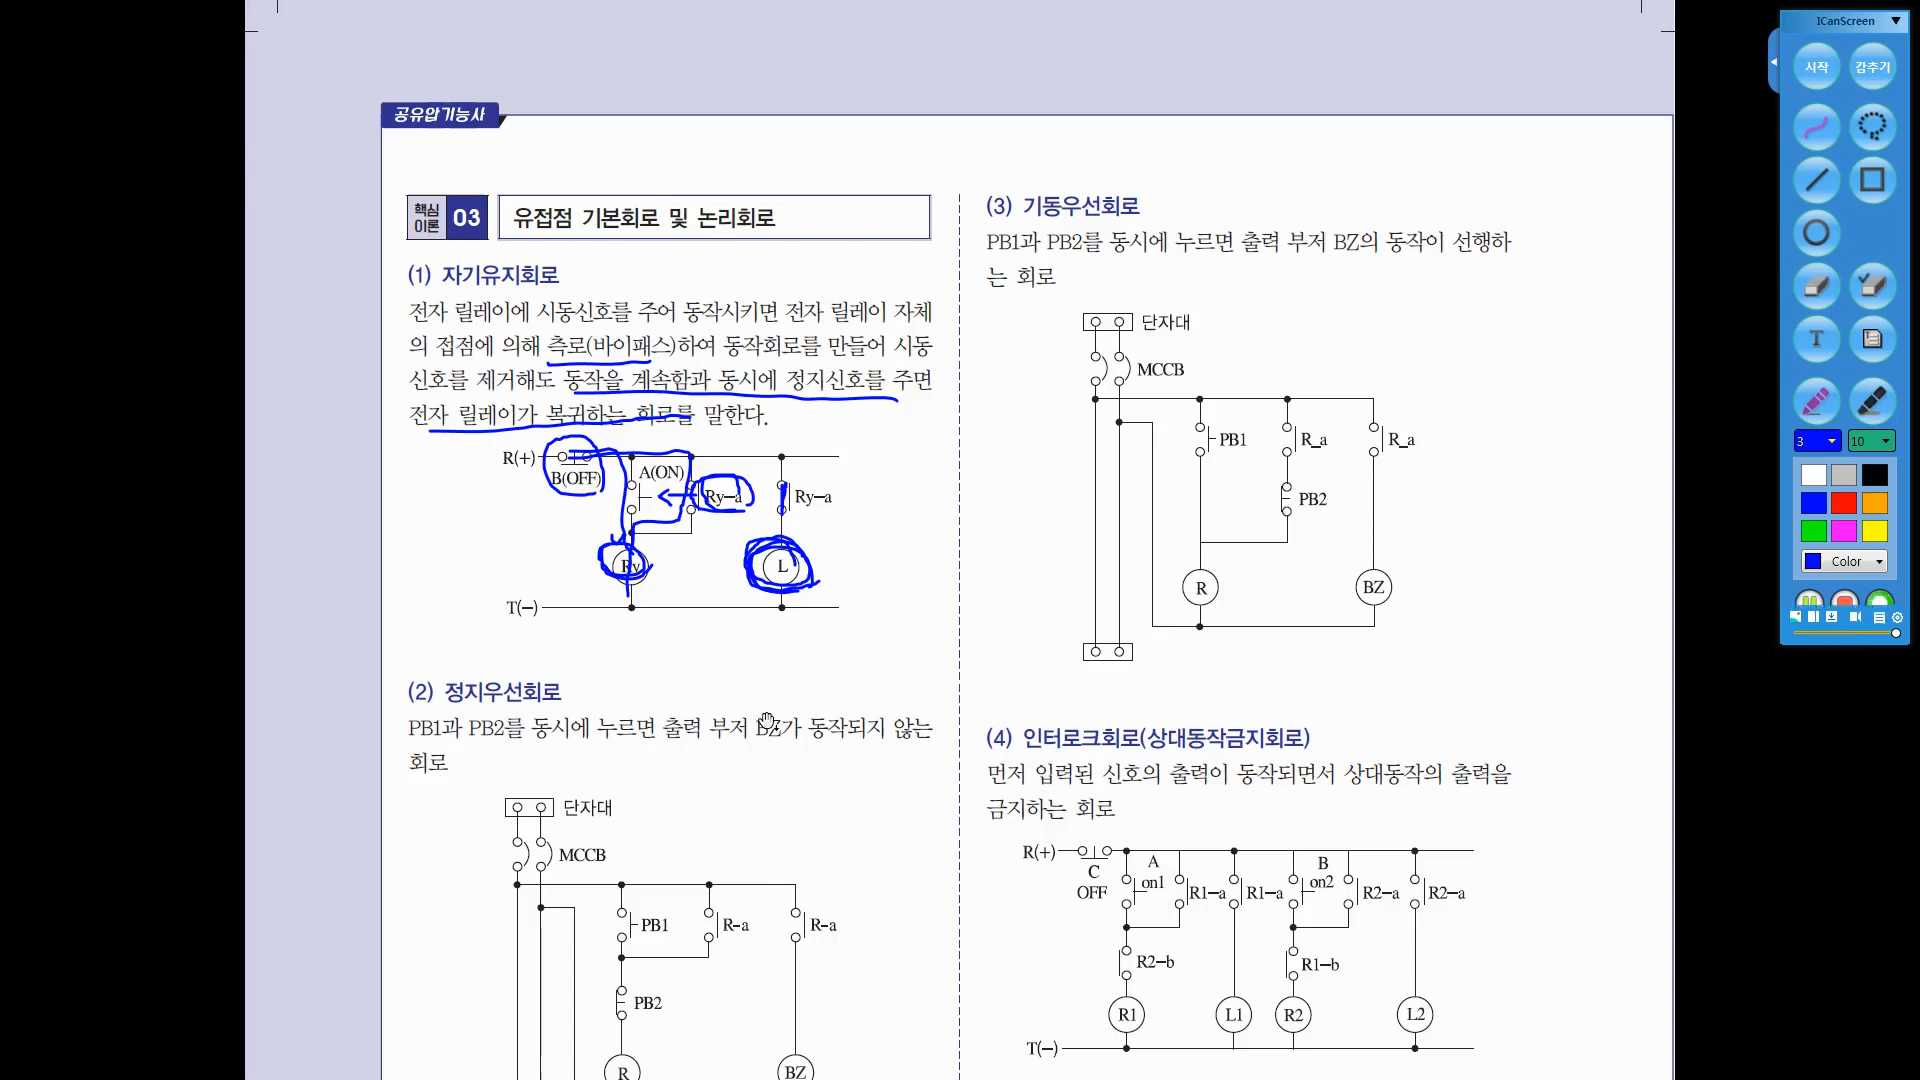 공유압기능사
핵심
이론
03
유접점 기본회로 및 논리회로
(1) 자기유지회로
전자 릴레이에 시동신호를 주어 동작시키면 전자 릴레이 자체
의 접점에 의해 측로(바이패스)하여 동작회로를 만들어 시동
신호를 제거해도 동작을 계속함과 동시에 정지신호를 주면
전자 릴레이가 복귀하는 회로를 말한다.
R(+)
B(OFF)
A(ON)
Ry-a
Ry-a
Ry
L
T(-)
(2) 정지우선회로
PB1과 PB2를 동시에 누르면 출력 부저 BZ가 동작되지 않는
회로
단자대
MCCB
PB1
R-a
R-a
PB2
R
BZ
(3) 기동우선회로
PB1과 PB2를 동시에 누르면 출력 부저 BZ의 동작이 선행하
는 회로
단자대
MCCB
PB1
R_a
R_a
PB2
R
BZ
(4) 인터로크회로(상대동작금지회로)
먼저 입력된 신호의 출력이 동작되면서 상대동작의 출력을
금지하는 회로
R(+)
C
OFF
A
on1
R1-a
R1-a
B
on2
R2-a
R2-a
R2-b
R1-b
R1
L1
R2
L2
T(-)
ICanScreen
시작
감추기
T
3
10
Color